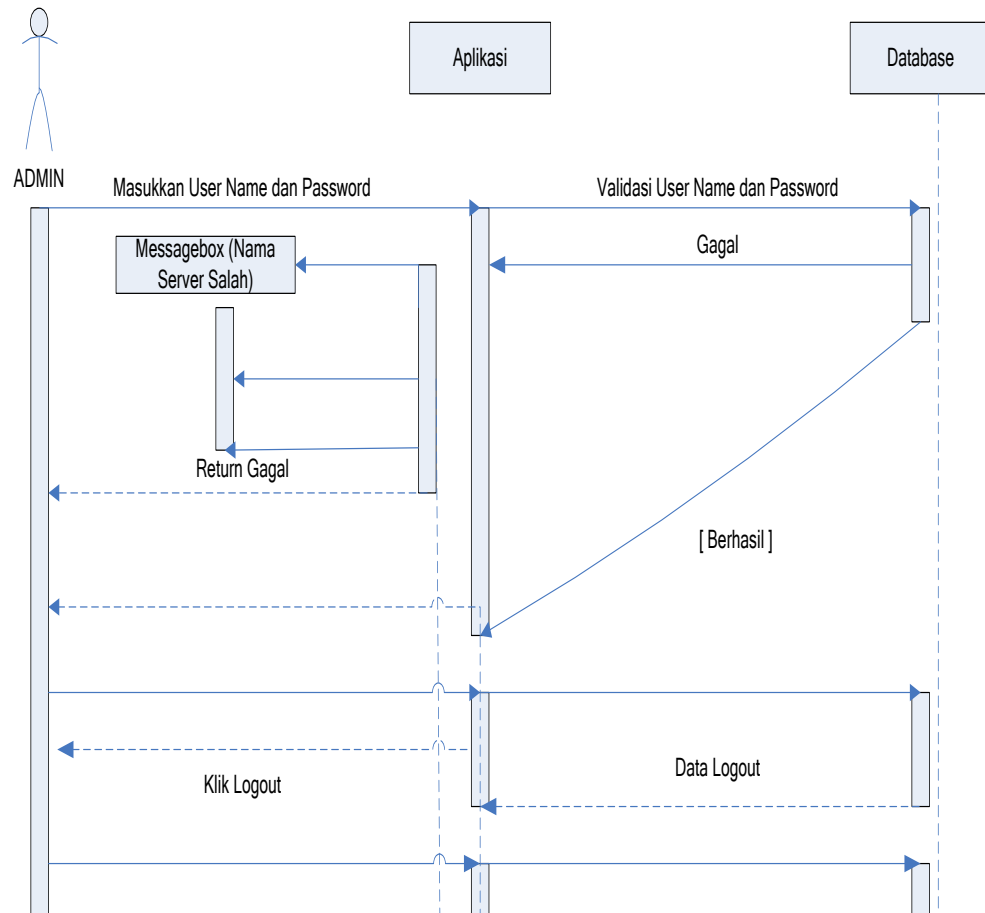 Aplikasi
Database
ADMIN
Masukkan User Name dan Password
Validasi User Name dan Password
Messagebox (Nama
Server Salah)
Gagal
Return Gagal
[ Berhasil ]
Klik Logout
Data Logout